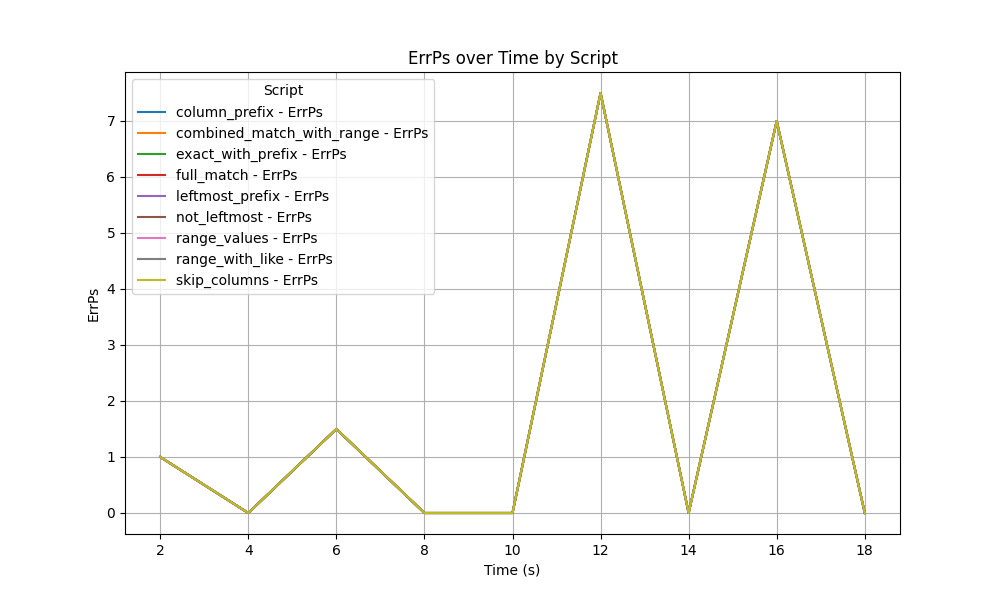 ErrPs over Time by Script
Script
column_prefix - ErrPs
combined_match_with_range - ErrPs
exact_with_prefix - ErrPs
full_match - ErrPs
leftmost_prefix - ErrPs
not_leftmost - ErrPs
range_values - ErrPs
range_with_like - ErrPs
skip_columns - ErrPs
ErrPs
7
6
5
4
3
2
1
0
2 4 6 8 10 12 14 16 18
Time (s)